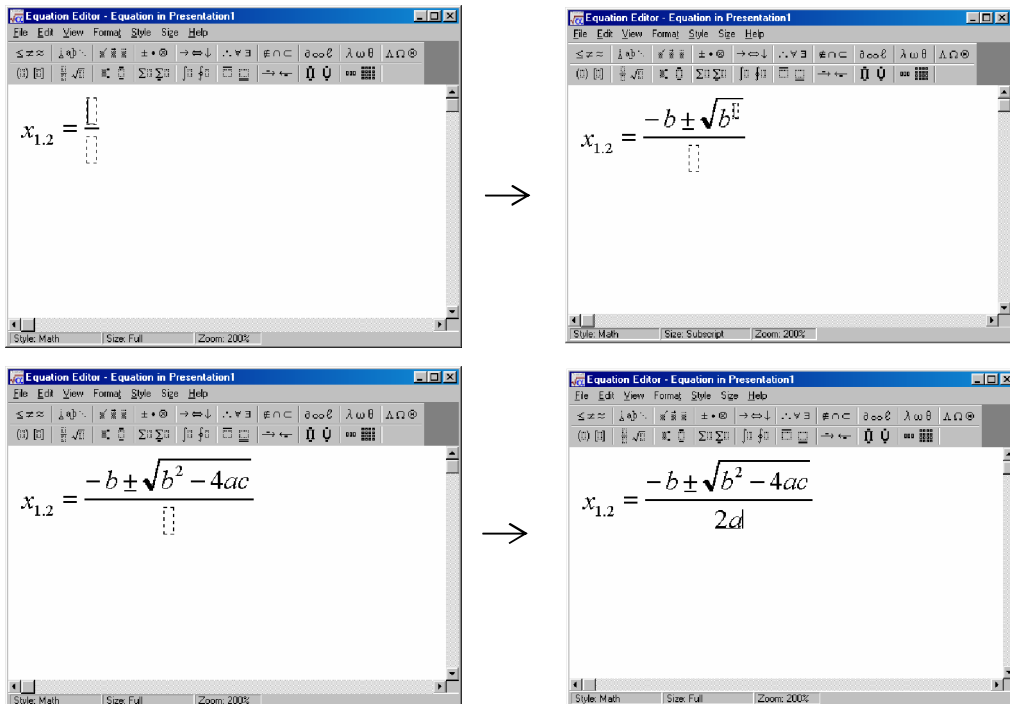 Equation Editor - Equation in Presentation1
File Edit View Format Style Size Help
x1.2 =
Style: Math Size: Full Zoom: 200%
→
Equation Editor - Equation in Presentation1
File Edit View Format Style Size Help
x1.2 = (-b ± √b) /
Style: Math Size: Subscript Zoom: 200%
Equation Editor - Equation in Presentation1
File Edit View Format Style Size Help
x1.2 = (-b ± √(b² - 4ac)) /
Style: Math Size: Full Zoom: 200%
→
Equation Editor - Equation in Presentation1
File Edit View Format Style Size Help
x1.2 = (-b ± √(b² - 4ac)) / 2a
Style: Math Size: Full Zoom: 200%